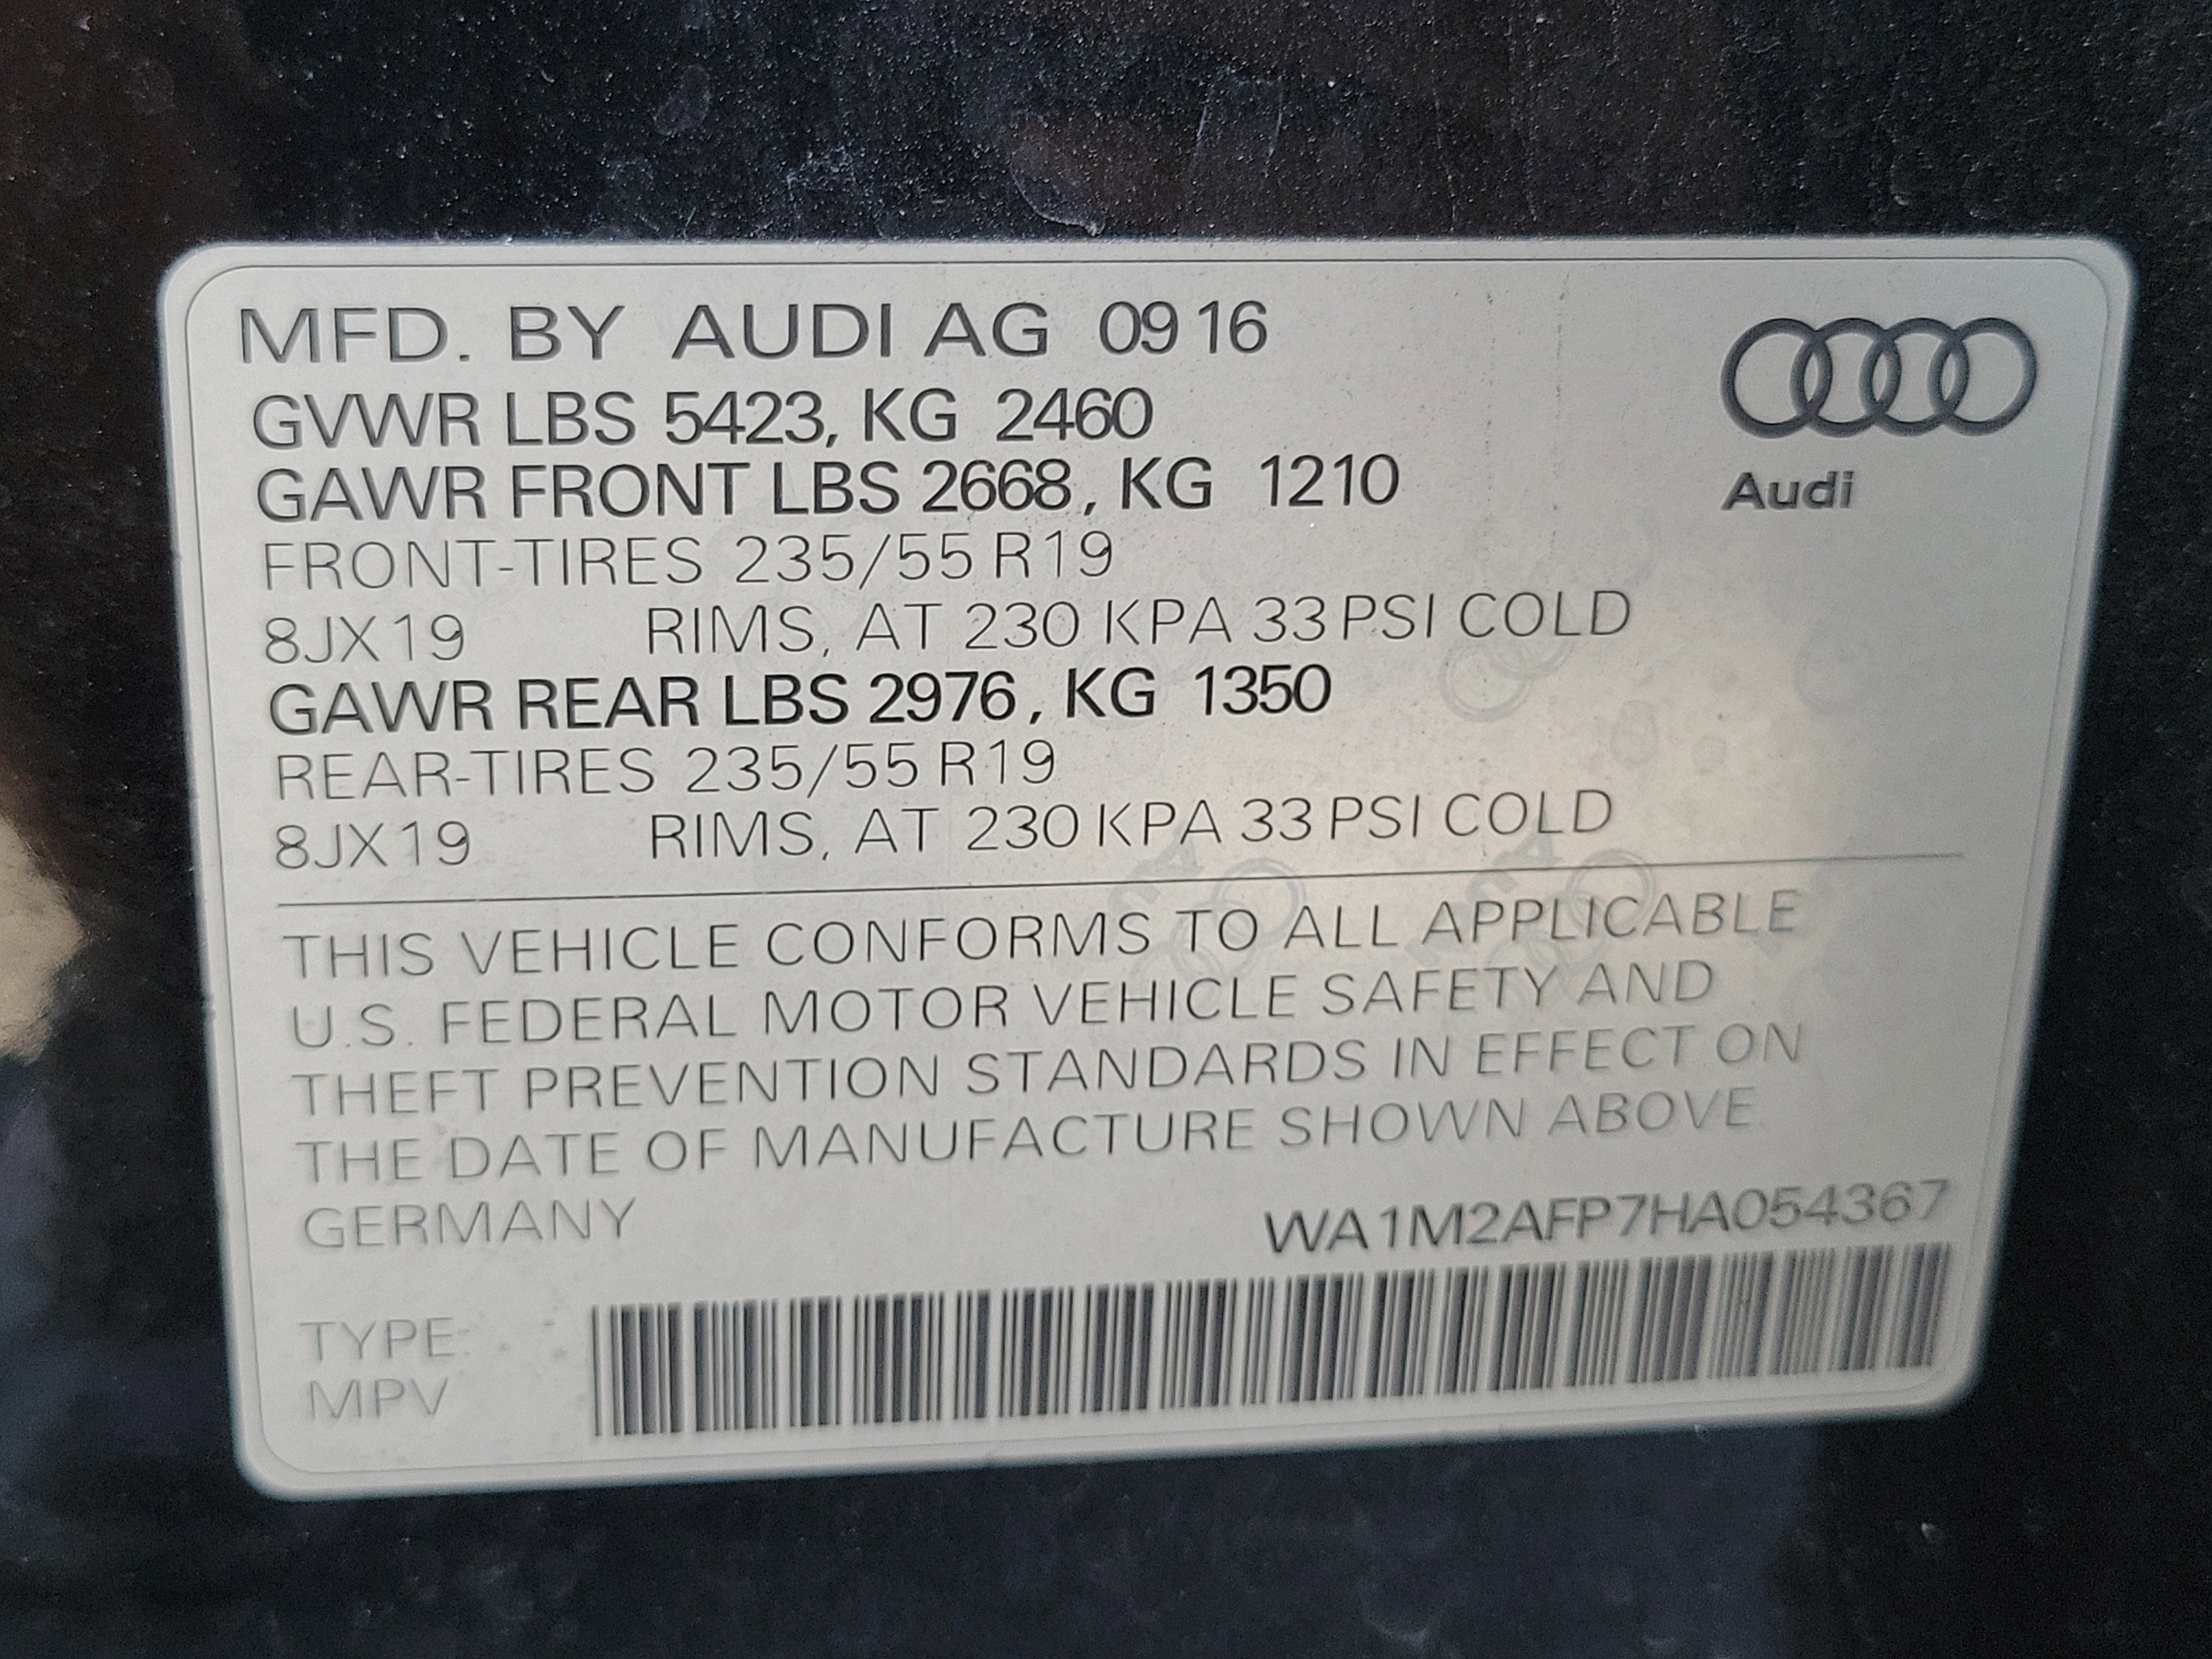 MFD. BY AUDI AG 09 16
Audi
GVWR LBS 5423, KG 2460
GAWR FRONT LBS 2668, KG 1210
FRONT-TIRES 235/55 R19
8JX19 RIMS, AT 230 KPA 33 PSI COLD
GAWR REAR LBS 2976, KG 1350
REAR-TIRES 235/55 R19
8JX19 RIMS, AT 230 KPA 33 PSI COLD
THIS VEHICLE CONFORMS TO ALL APPLICABLE
U.S. FEDERAL MOTOR VEHICLE SAFETY AND
THEFT PREVENTION STANDARDS IN EFFECT ON
THE DATE OF MANUFACTURE SHOWN ABOVE.
GERMANY WA1M2AFP7HA054367
TYPE:
MPV